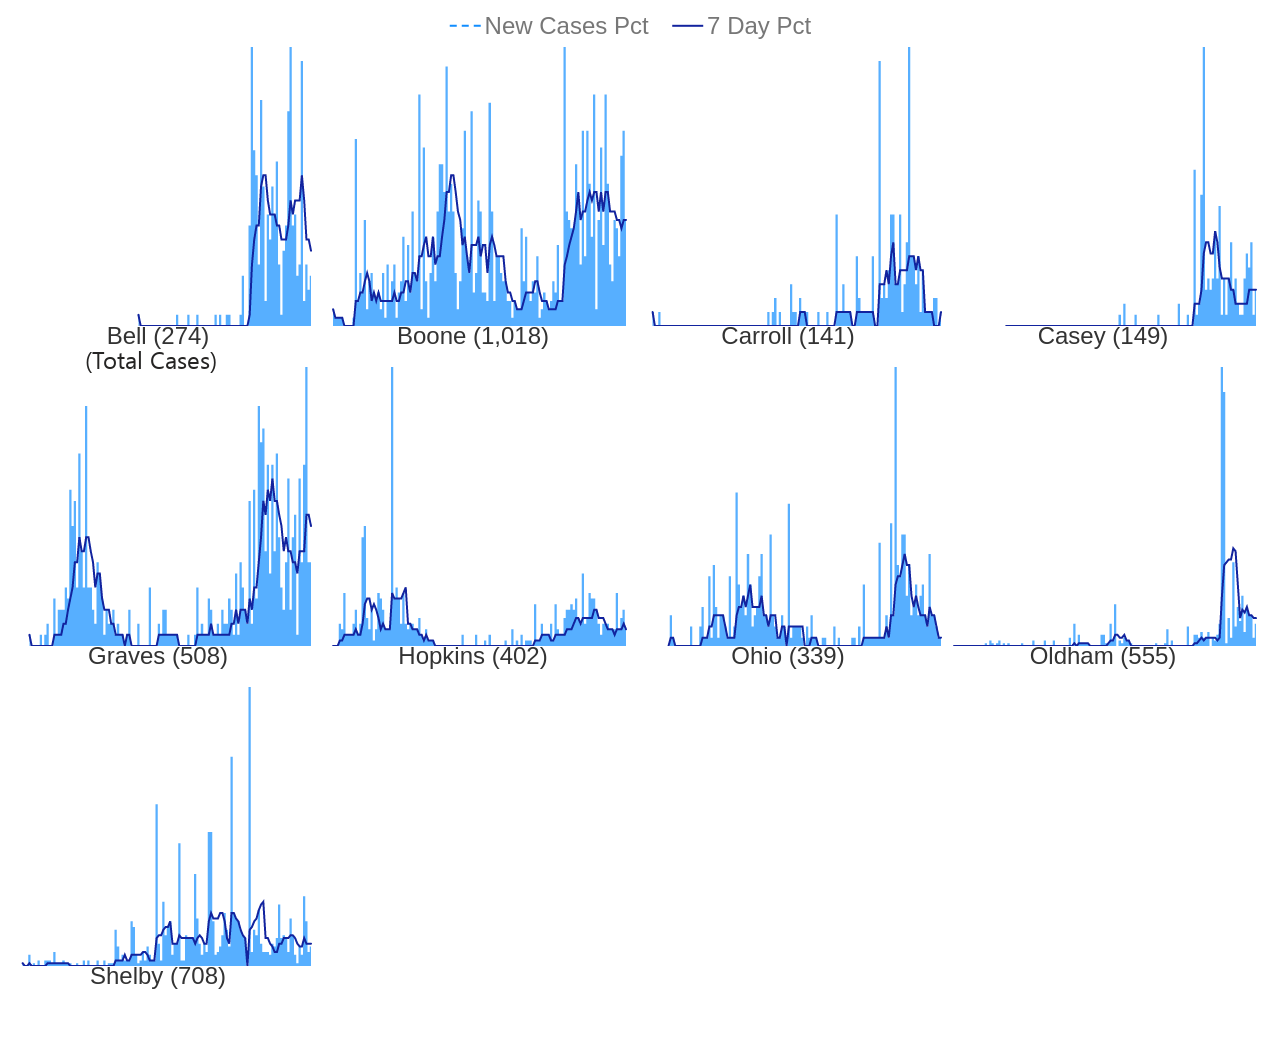 New Cases Pct 7 Day Pct
Bell (274) Boone (1,018) Carroll (141) Casey (149)
(Total Cases)
Graves (508) Hopkins (402) Ohio (339) Oldham (555)
Shelby (708)